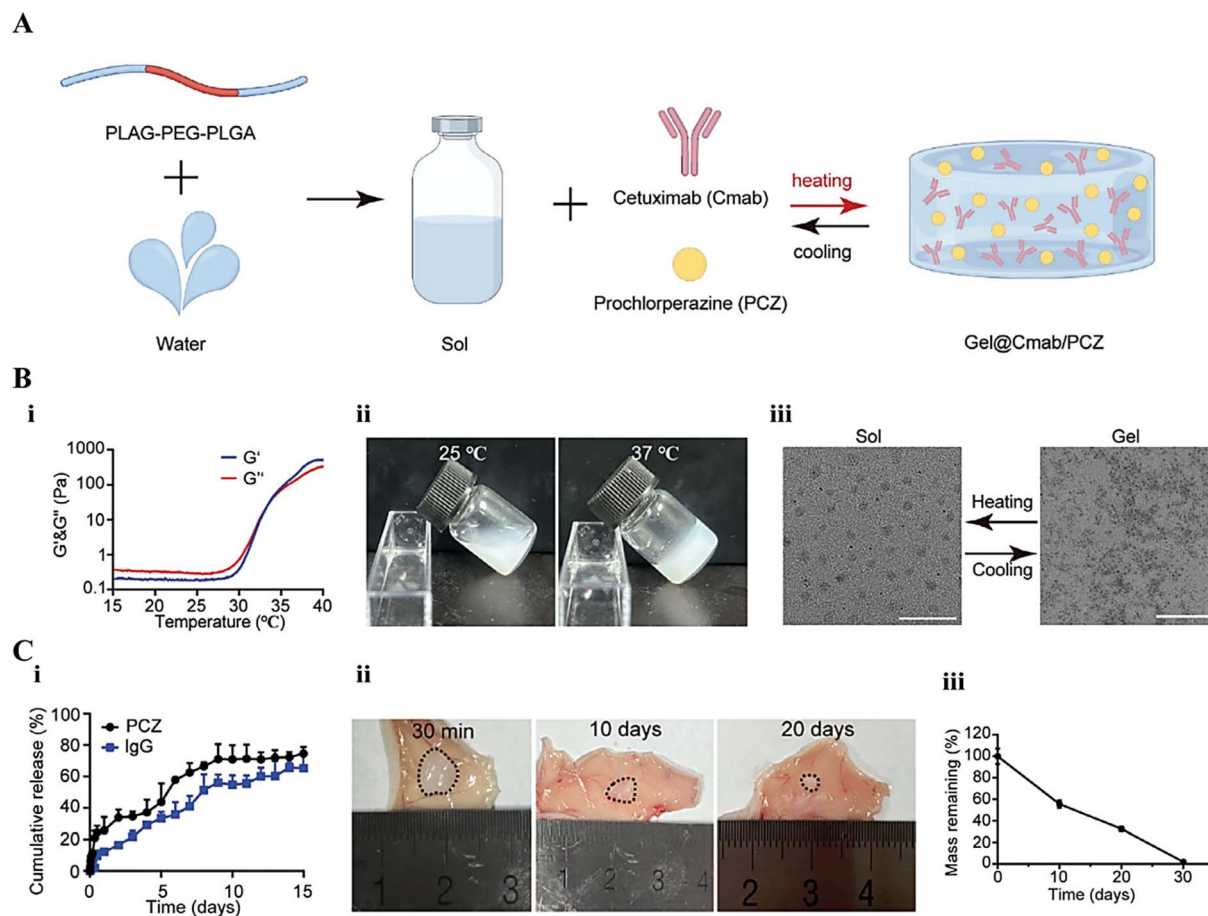 A
PLAG-PEG-PLGA
Water
Sol
Cetuximab (Cmab)
Prochlorperazine (PCZ)
heating
cooling
Gel@Cmab/PCZ
B
i
1000
100
10
1
0.1
G'&G'' (Pa)
G'
G''
15 20 25 30 35 40
Temperature (℃)
ii
25 ℃
37 ℃
iii
Sol
Gel
Heating
Cooling
C
i
100
80
60
40
20
0
Cumulative release (%)
PCZ
IgG
0 5 10 15
Time (days)
ii
30 min
10 days
20 days
1 2 3
1 2 3 4
2 3 4
iii
120
100
80
60
40
20
0
Mass remaining (%)
0 10 20 30 40
Time (days)